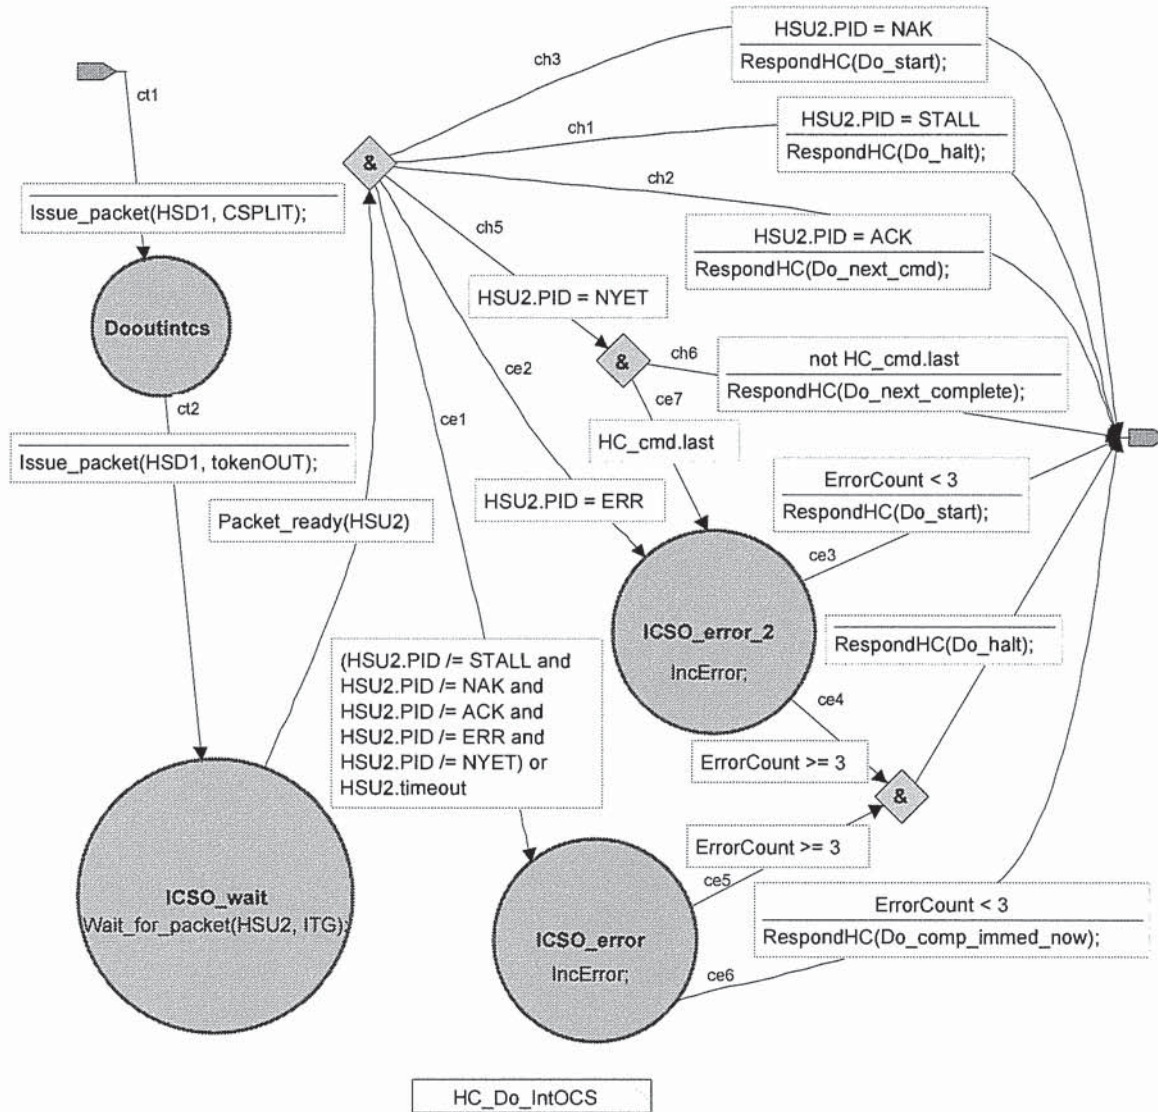 ct1
Issue_packet(HSD1, CSPLIT);
Dooutintcs
ct2
Issue_packet(HSD1, tokenOUT);
Packet_ready(HSU2)
ICSO_wait
Wait_for_packet(HSU2, ITG);
&
ch3
HSU2.PID = NAK
RespondHC(Do_start);
ch1
HSU2.PID = STALL
RespondHC(Do_halt);
ch2
HSU2.PID = ACK
RespondHC(Do_next_cmd);
ch5
HSU2.PID = NYET
&
ch6
not HC_cmd.last
RespondHC(Do_next_complete);
ce7
HC_cmd.last
ce2
HSU2.PID = ERR
ce1
(HSU2.PID /= STALL and
HSU2.PID /= NAK and
HSU2.PID /= ACK and
HSU2.PID /= ERR and
HSU2.PID /= NYET) or
HSU2.timeout
ICSO_error_2
IncError;
ce3
ErrorCount < 3
RespondHC(Do_start);
ce4
ErrorCount >= 3
&
RespondHC(Do_halt);
ICSO_error
IncError;
ce5
ErrorCount >= 3
ce6
ErrorCount < 3
RespondHC(Do_comp_immed_now);
HC_Do_IntOCS